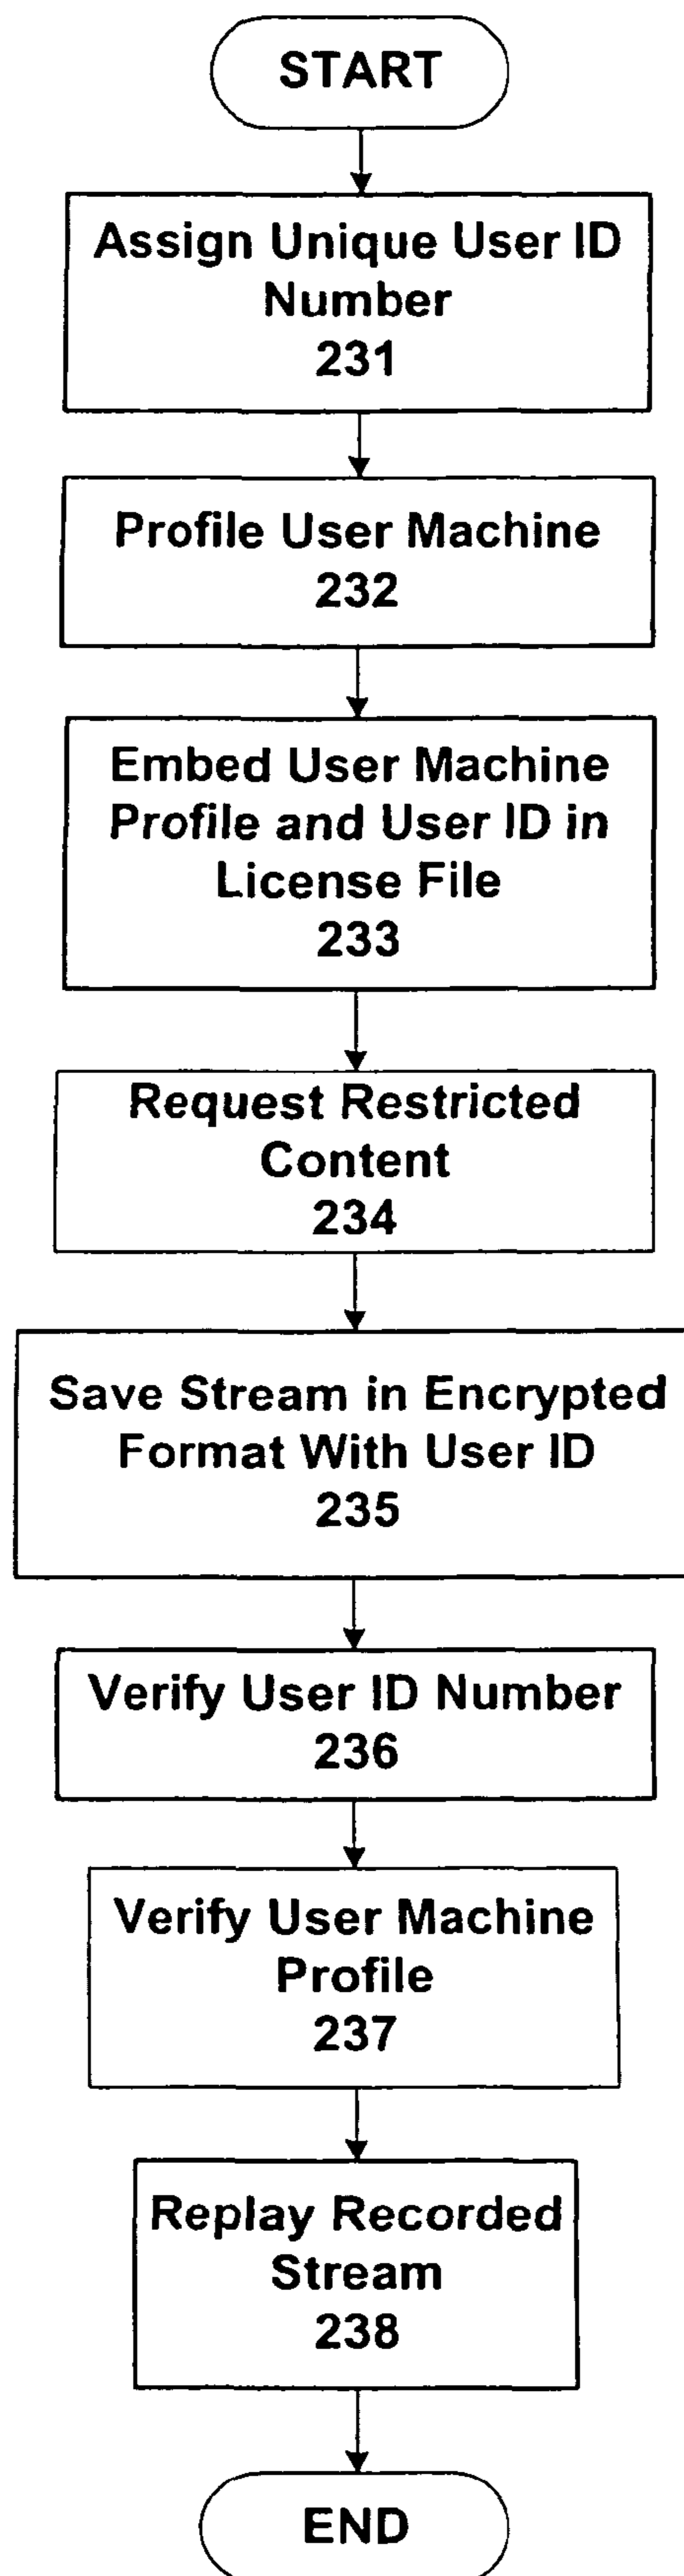 START
Assign Unique User ID
Number
231
Profile User Machine
232
Embed User Machine
Profile and User ID in
License File
233
Request Restricted
Content
234
Save Stream in Encrypted
Format With User ID
235
Verify User ID Number
236
Verify User Machine
Profile
237
Replay Recorded
Stream
238
END